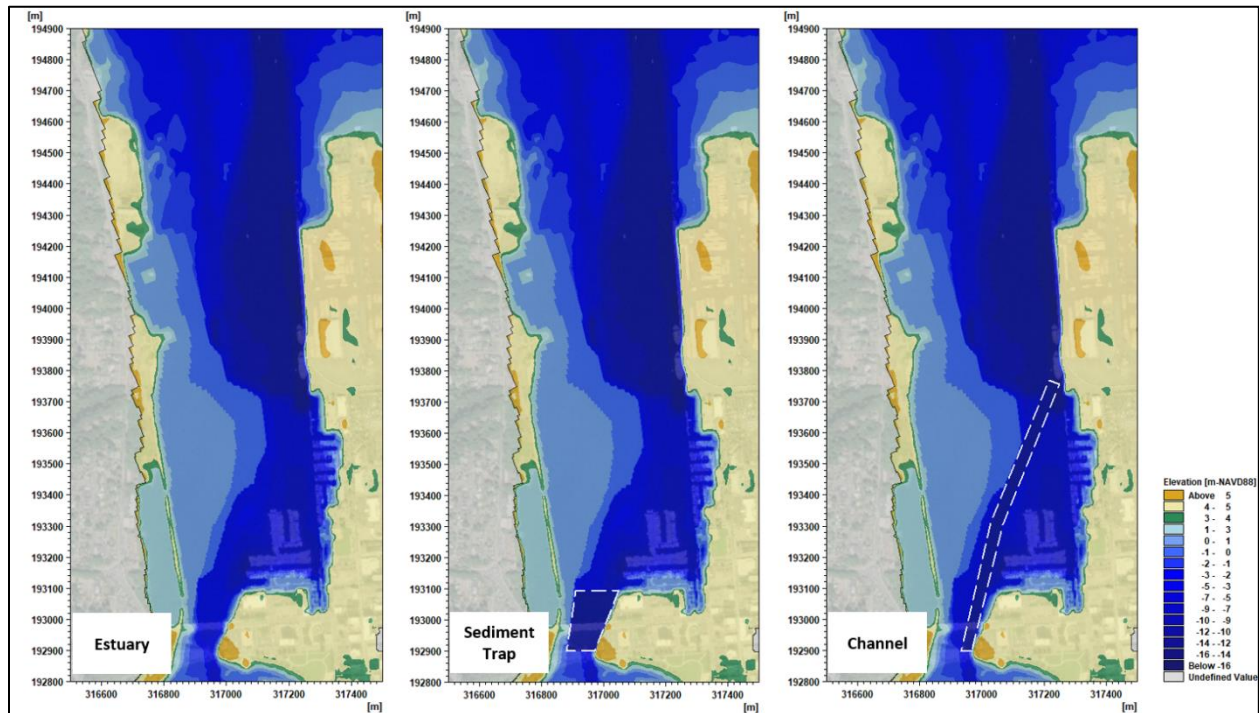 [m]
194900
194800
194700
194600
194500
194400
194300
194200
194100
194000
193900
193800
193700
193600
193500
193400
193300
193200
193100
193000
192900
192800
316600 316800 317000 317200 317400
[m]
Estuary
[m]
194900
194800
194700
194600
194500
194400
194300
194200
194100
194000
193900
193800
193700
193600
193500
193400
193300
193200
193100
193000
192900
192800
316600 316800 317000 317200 317400
[m]
Sediment
Trap
[m]
194900
194800
194700
194600
194500
194400
194300
194200
194100
194000
193900
193800
193700
193600
193500
193400
193300
193200
193100
193000
192900
192800
316600 316800 317000 317200 317400
[m]
Channel
Elevation [m-NAVD88]
Above 5
4 - 5
3 - 4
1 - 3
0 - 1
-1 - 0
-2 - -1
-3 - -2
-5 - -3
-7 - -5
-9 - -7
-10 - -9
-12 - -10
-14 - -12
-16 - -14
Below -16
Undefined Value